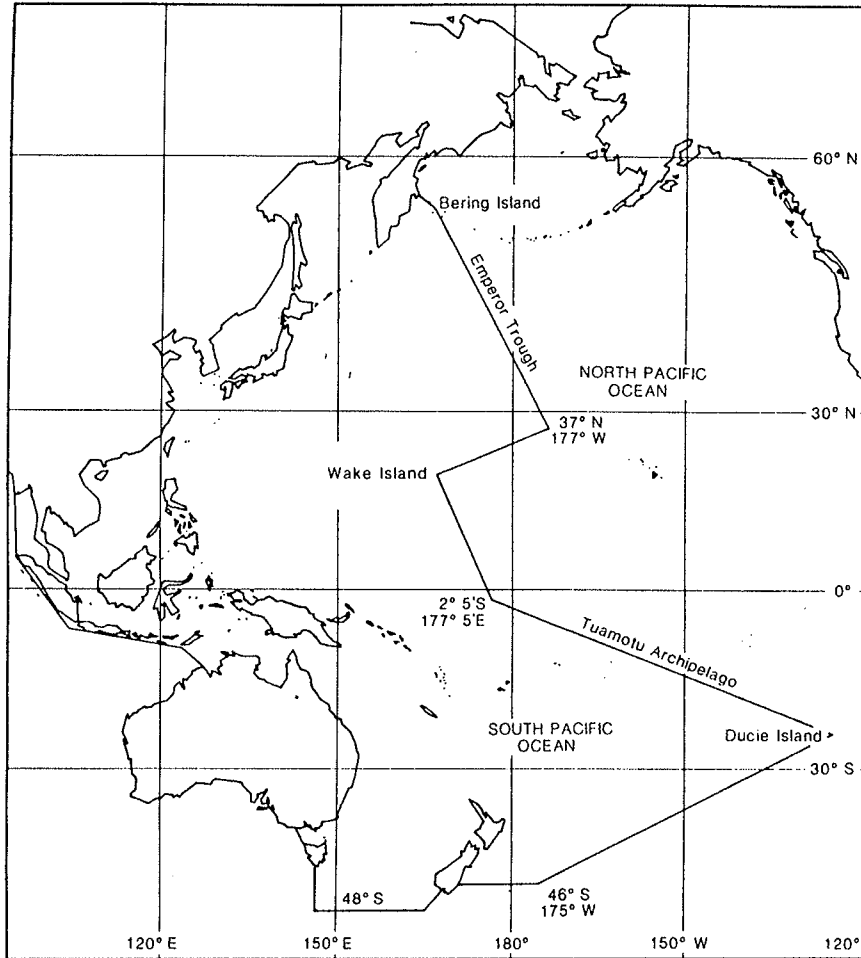 60° N
Bering Island
Emperor Trough
NORTH PACIFIC
OCEAN
30° N
37° N
177° W
Wake Island
0°
2° 5'S
177° 5'E
Tuamotu Archipelago
SOUTH PACIFIC
OCEAN
Ducie Island
30° S
48° S
46° S
175° W
120° E
150° E
180°
150° W
120°